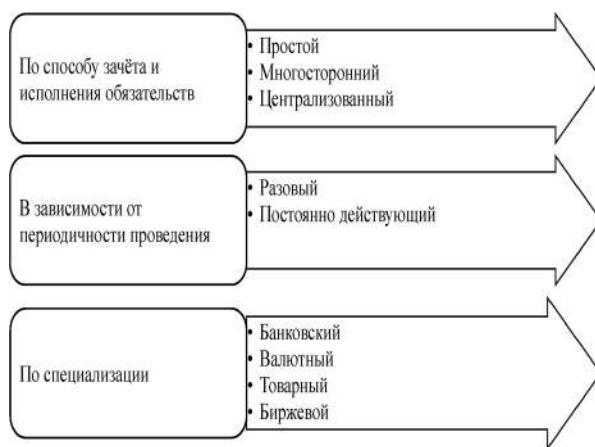 По способу зачёта и
исполнения обязательств
• Простой
• Многосторонний
• Централизованный
В зависимости от
периодичности проведения
• Разовый
• Постоянно действующий
По специализации
• Банковский
• Валютный
• Товарный
• Биржевой